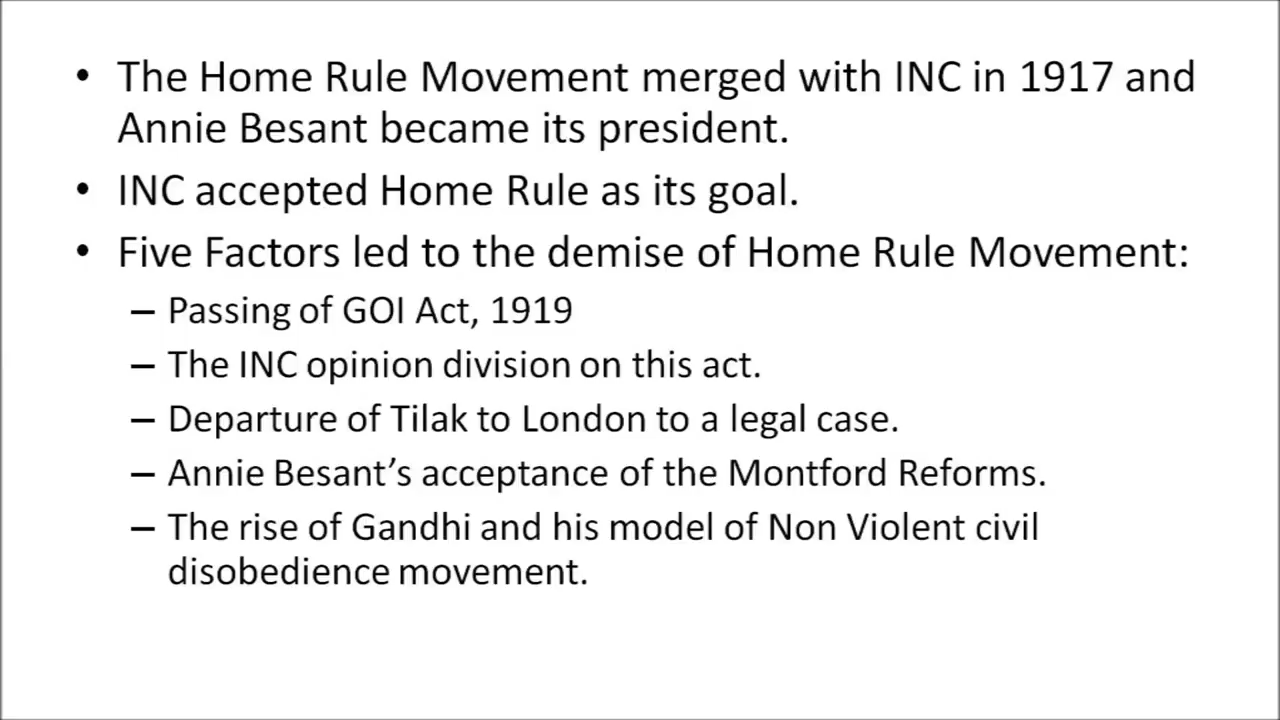 • The Home Rule Movement merged with INC in 1917 and
Annie Besant became its president.
• INC accepted Home Rule as its goal.
• Five Factors led to the demise of Home Rule Movement:
– Passing of GOI Act, 1919
– The INC opinion division on this act.
– Departure of Tilak to London to a legal case.
– Annie Besant’s acceptance of the Montford Reforms.
– The rise of Gandhi and his model of Non Violent civil
disobedience movement.